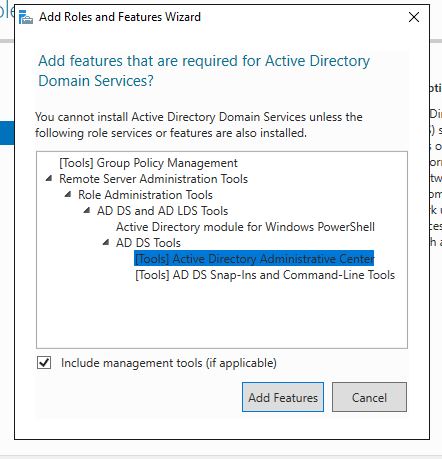 Add Roles and Features Wizard
Add features that are required for Active Directory
Domain Services?
You cannot install Active Directory Domain Services unless the
following role services or features are also installed.
[Tools] Group Policy Management
Remote Server Administration Tools
Role Administration Tools
AD DS and AD LDS Tools
Active Directory module for Windows PowerShell
AD DS Tools
[Tools] Active Directory Administrative Center
[Tools] AD DS Snap-Ins and Command-Line Tools
Include management tools (if applicable)
Add Features
Cancel